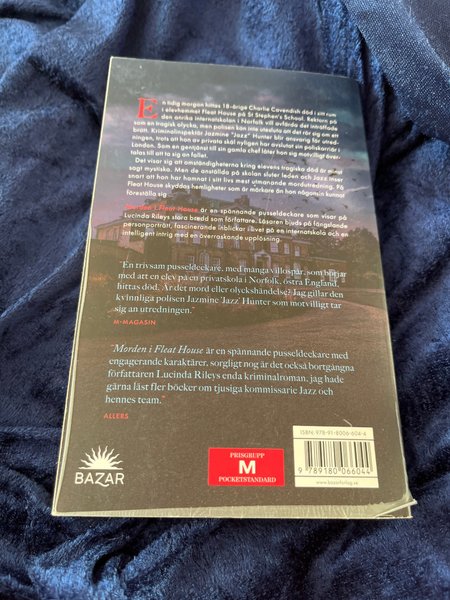 En tidig morgon hittas 18-årige Charlie Cavendish död i sitt rum
i elevhemmet Fleat House på St Stephen's School. Rektorn på
den anrika internatskolan i Norfolk vill avfärda det inträffade
som en tragisk olycka, men polisen kan inte utesluta att det rör sig om ett
brott. Kriminalinspektör Jazmine "Jazz" Hunter blir ansvarig för utred-
ningen, trots att hon av privata skäl nyligen har avslutat sin poliskarriär i
London. Som en gengångare till sin gamla chef låter hon sig motvilligt över-
talas till att ta sig an fallet.
Det visar sig att omständigheterna kring elevens tragiska död är minst
sagt mystiska. Men de anställda på skolan sluter leden och Jazz inser
snart att hon har hamnat i sitt livs mest utmanande mordutredning. På
Fleat House skyddas hemligheter som är mörkare än hon någonsin kunnat
föreställa sig.
Morden i Fleat House är en spännande pusseldeckare som visar på
Lucinda Rileys stora bredd som författare. Läsaren bjuds på fängslande
personporträtt, fascinerande inblickar i livet på en internatskola och en
intelligent intrig med en överraskande upplösning.
"En trivsam pusseldeckare, med många villospår, som börjar
med att en elev på en privatskola i Norfolk, östra England,
hittas död. Är det mord eller olyckshändelse? Jag gillar den
kvinnliga polisen Jazmine 'Jazz' Hunter som motvilligt tar
sig an utredningen."
M-MAGASIN
"Morden i Fleat House är en spännande pusseldeckare med
engagerande karaktärer, sorgligt nog är det också bortgångna
författaren Lucinda Rileys enda kriminalroman, jag hade
gärna läst fler böcker om tjusiga kommissarie Jazz och
hennes team."
ALLERS
BAZAR
PRISGRUPP
M
POCKETSTANDARD
ISBN: 978-91-8006-604-4
9 789180 066044
www.bazarforlag.se